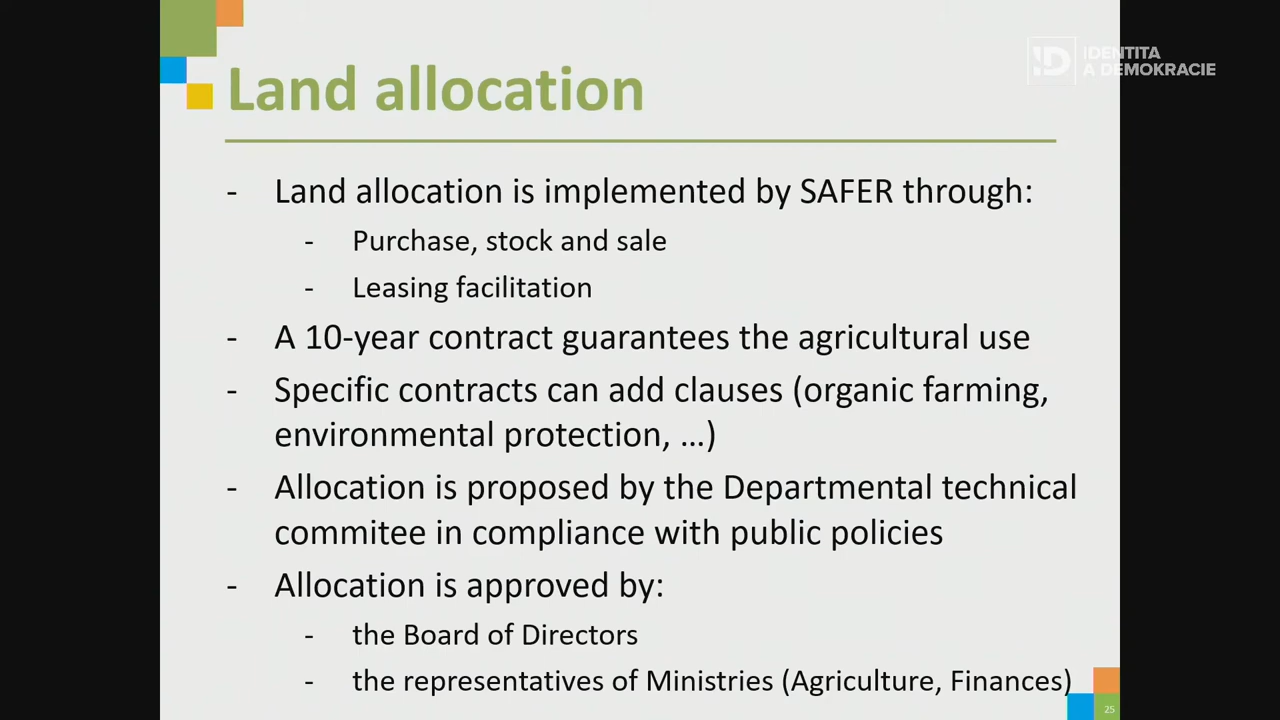 ID IDENTITA
A DEMOKRACIE
Land allocation
- Land allocation is implemented by SAFER through:
- Purchase, stock and sale
- Leasing facilitation
- A 10-year contract guarantees the agricultural use
- Specific contracts can add clauses (organic farming,
environmental protection, …)
- Allocation is proposed by the Departmental technical
commitee in compliance with public policies
- Allocation is approved by:
- the Board of Directors
- the representatives of Ministries (Agriculture, Finances)
25